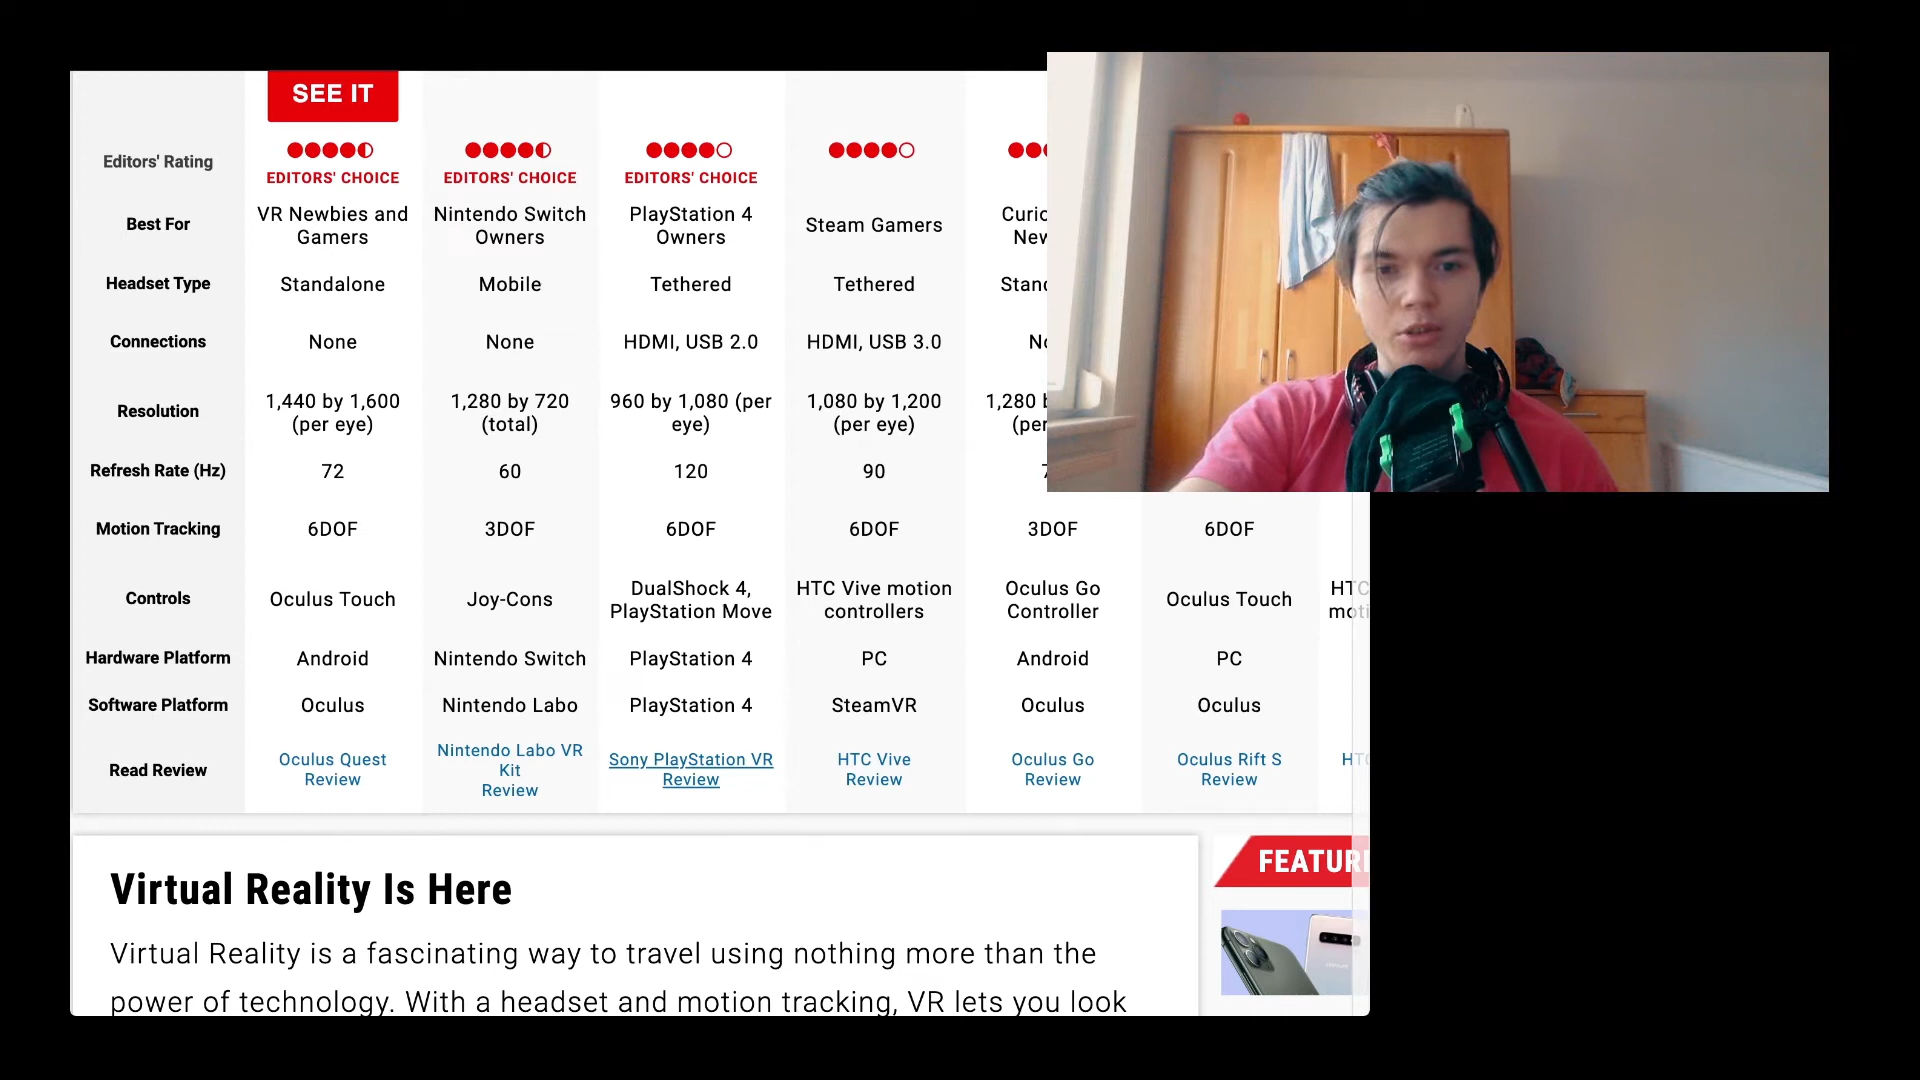 SEE IT
Editors' Rating
EDITORS' CHOICE EDITORS' CHOICE EDITORS' CHOICE
Best For
VR Newbies and Gamers
Nintendo Switch Owners
PlayStation 4 Owners
Steam Gamers
Headset Type Standalone Mobile Tethered Tethered
Connections None None HDMI, USB 2.0 HDMI, USB 3.0
Resolution
1,440 by 1,600 (per eye)
1,280 by 720 (total)
960 by 1,080 (per eye)
1,080 by 1,200 (per eye)
1,280
(per
Refresh Rate (Hz) 72 60 120 90
Motion Tracking 6DOF 3DOF 6DOF 6DOF 3DOF 6DOF
Controls
Oculus Touch
Joy-Cons
DualShock 4, PlayStation Move
HTC Vive motion controllers
Oculus Go Controller
Oculus Touch
HTC
moti
Hardware Platform Android Nintendo Switch PlayStation 4 PC Android PC
Software Platform Oculus Nintendo Labo PlayStation 4 SteamVR Oculus Oculus
Read Review
Oculus Quest Review
Nintendo Labo VR Kit Review
Sony PlayStation VR Review
HTC Vive Review
Oculus Go Review
Oculus Rift S Review
HTC
Virtual Reality Is Here
FEATUR
Virtual Reality is a fascinating way to travel using nothing more than the
power of technology. With a headset and motion tracking, VR lets you look